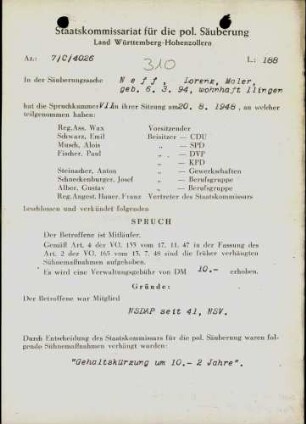 Staatskommissariat für die pol. Säuberung
Land Württemberg-Hohenzollern
Az.: 7/C/4026
310
L.: 188
In der Säuberungssache Neff, Lorenz, Maler,
geb. 6. 3. 94, wohnhaft Illingen
hat die Spruchkammer VI in ihrer Sitzung am 20. 8. 1948, an welcher
teilgenommen haben:
Reg.Ass. Wax Vorsitzender
Schwarz, Emil Beisitzer — CDU
Musch, Alois „ — SPD
Fischer, Paul „ — DVP
„ — KPD
Steinacher, Anton „ — Gewerkschaften
Schneckenburger, Josef „ — Berufsgruppe
Alber, Gustav „ — Berufsgruppe
Reg.Angest. Bauer, Franz Vertreter des Staatskommissars
beschlossen und verkündet folgenden
SPRUCH
Der Betroffene ist Mitläufer.
Gemäß Art. 4 der VO. 133 vom 17. 11. 47 in der Fassung des
Art. 2 der VO. 165 vom 13. 7. 48 sind die früher verhängten
Sühnemaßnahmen aufgehoben.
Es wird eine Verwaltungsgebühr von DM 10.- erhoben.
Gründe:
Der Betroffene war Mitglied
NSDAP seit 41, NSV.
Durch Entscheidung des Staatskommissars für die pol. Säuberung waren fol-
gende Sühnemaßnahmen verhängt worden:
"Gehaltskürzung um 10.- 2 Jahre".